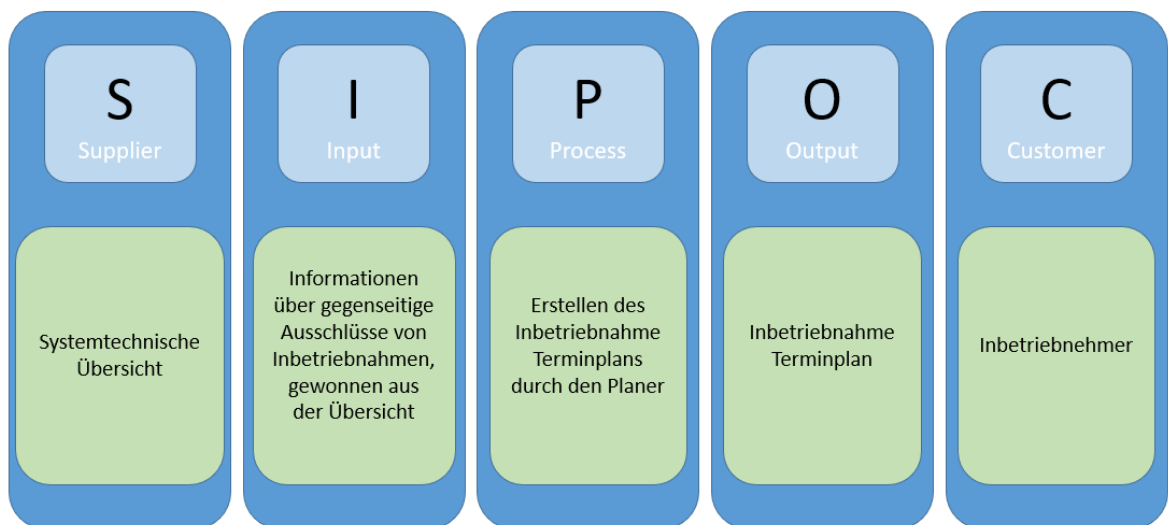 S
Supplier
I
Input
P
Process
O
Output
C
Customer
Systemtechnische
Übersicht
Informationen
über gegenseitige
Ausschlüsse von
Inbetriebnahmen,
gewonnen aus
der Übersicht
Erstellen des
Inbetriebnahme
Terminplans
durch den Planer
Inbetriebnahme
Terminplan
Inbetriebnehmer